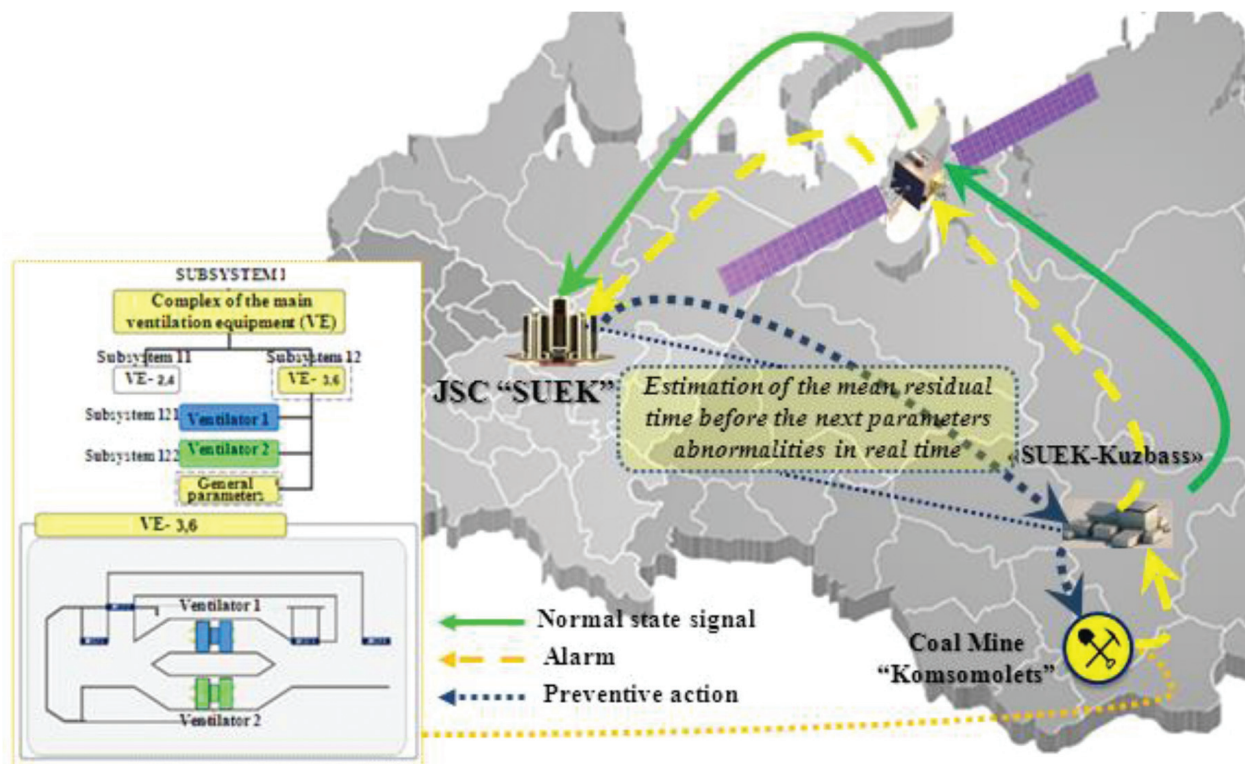 SUBSYSTEM 1
Complex of the main
ventilation equipment (VE)
Subsystem 11
Subsystem 12
VE- 2,4
VE- 3,6
Subsystem 121
Ventilator 1
Subsystem 122
Ventilator 2
General
parameters
VE- 3,6
Ventilator 1
Ventilator 2
JSC “SUEK”
Estimation of the mean residual
time before the next parameters
abnormalities in real time
«SUEK-Kuzbass»
Coal Mine
“Komsomolets”
Normal state signal
Alarm
Preventive action